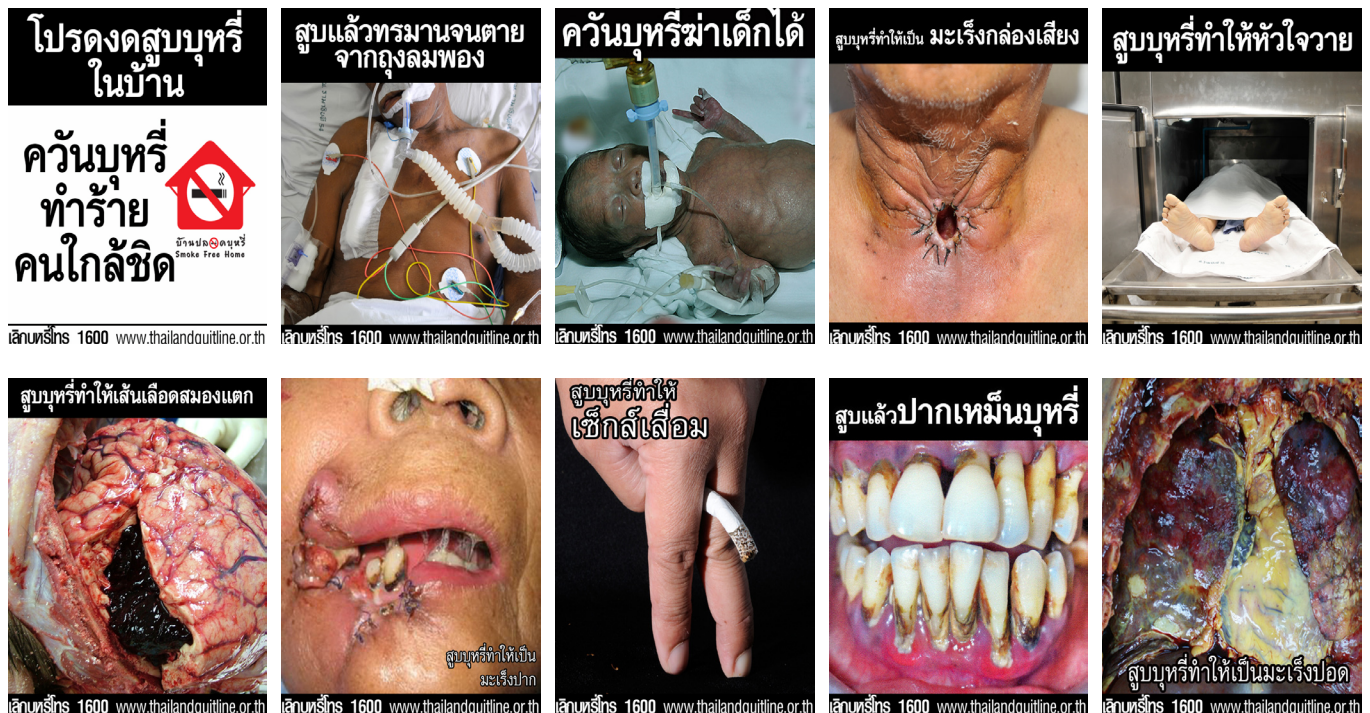 โปรดงดสูบบุหรี่
ในบ้าน
ควันบุหรี่
ทำร้าย
คนใกล้ชิด
บ้านปลอดบุหรี่
Smoke Free Home
เลิกบุหรี่โทร 1600 www.thailandquitline.or.th
สูบแล้วทรมานจนตาย
จากถุงลมพอง
เลิกบุหรี่โทร 1600 www.thailandquitline.or.th
ควันบุหรี่ฆ่าเด็กได้
เลิกบุหรี่โทร 1600 www.thailandquitline.or.th
สูบบุหรี่ทำให้เป็น มะเร็งกล่องเสียง
เลิกบุหรี่โทร 1600 www.thailandquitline.or.th
สูบบุหรี่ทำให้หัวใจวาย
เลิกบุหรี่โทร 1600 www.thailandquitline.or.th
สูบบุหรี่ทำให้เส้นเลือดสมองแตก
เลิกบุหรี่โทร 1600 www.thailandquitline.or.th
สูบบุหรี่ทำให้เป็น
มะเร็งปาก
เลิกบุหรี่โทร 1600 www.thailandquitline.or.th
สูบบุหรี่ทำให้
เซ็กส์เสื่อม
เลิกบุหรี่โทร 1600 www.thailandquitline.or.th
สูบแล้วปากเหม็นบุหรี่
เลิกบุหรี่โทร 1600 www.thailandquitline.or.th
สูบบุหรี่ทำให้เป็นมะเร็งปอด
เลิกบุหรี่โทร 1600 www.thailandquitline.or.th